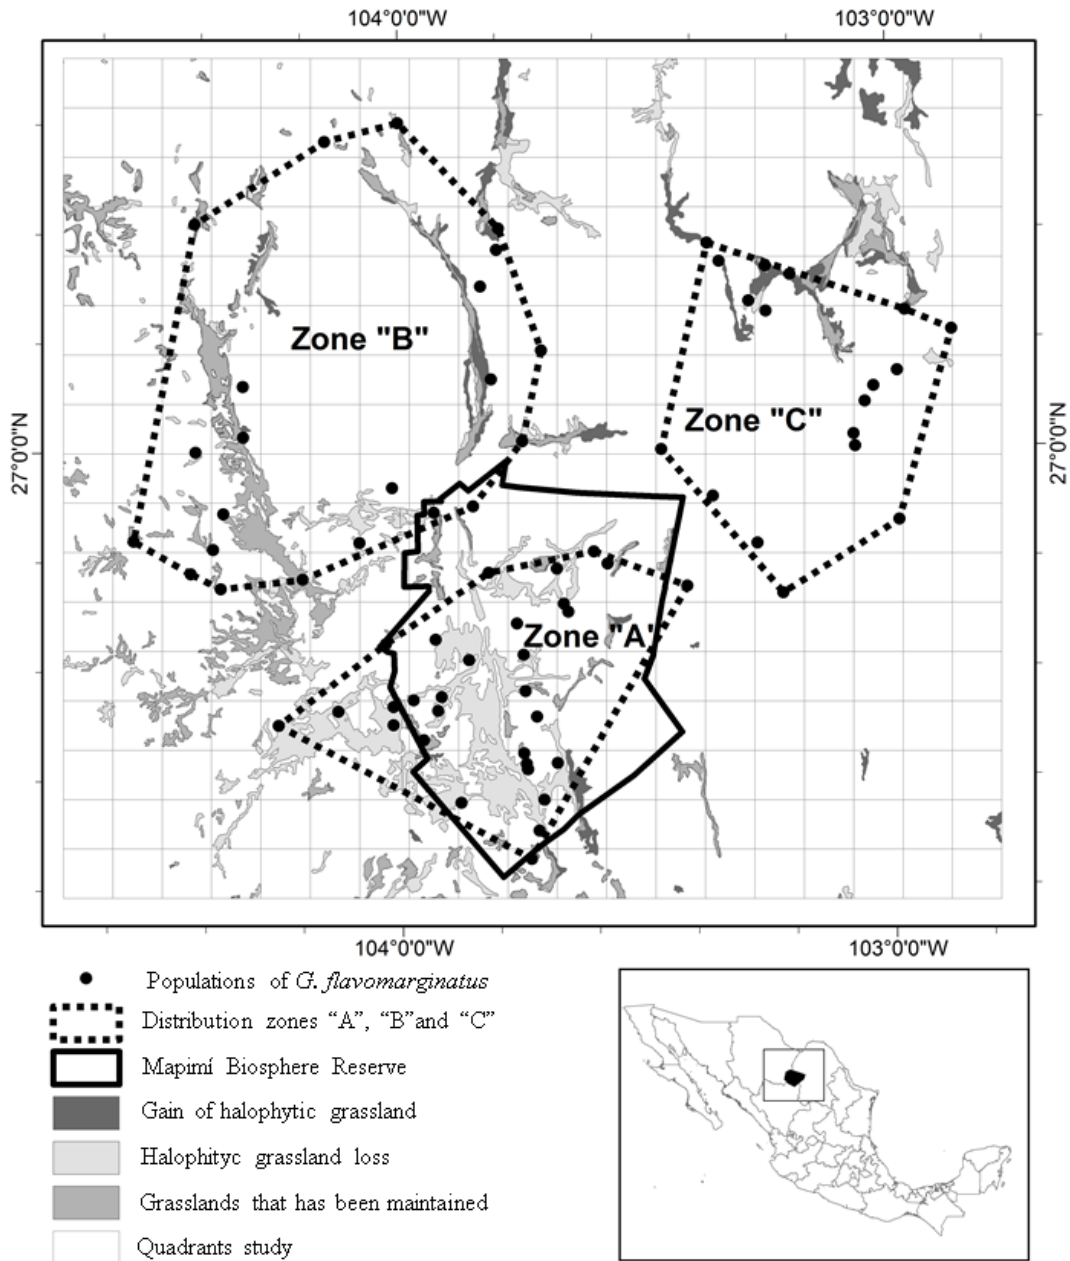 104°0'0"W 103°0'0"W
Zone "B"
Zone "C"
27°0'0"N
27°0'0"N
Zone "A'
104°0'0"W 103°0'0"W
Populations of G. flavomarginatus
Distribution zones “A”, “B”and “C”
Mapimí Biosphere Reserve
Gain of halophytic grassland
Halophityc grassland loss
Grasslands that has been maintained
Quadrants study